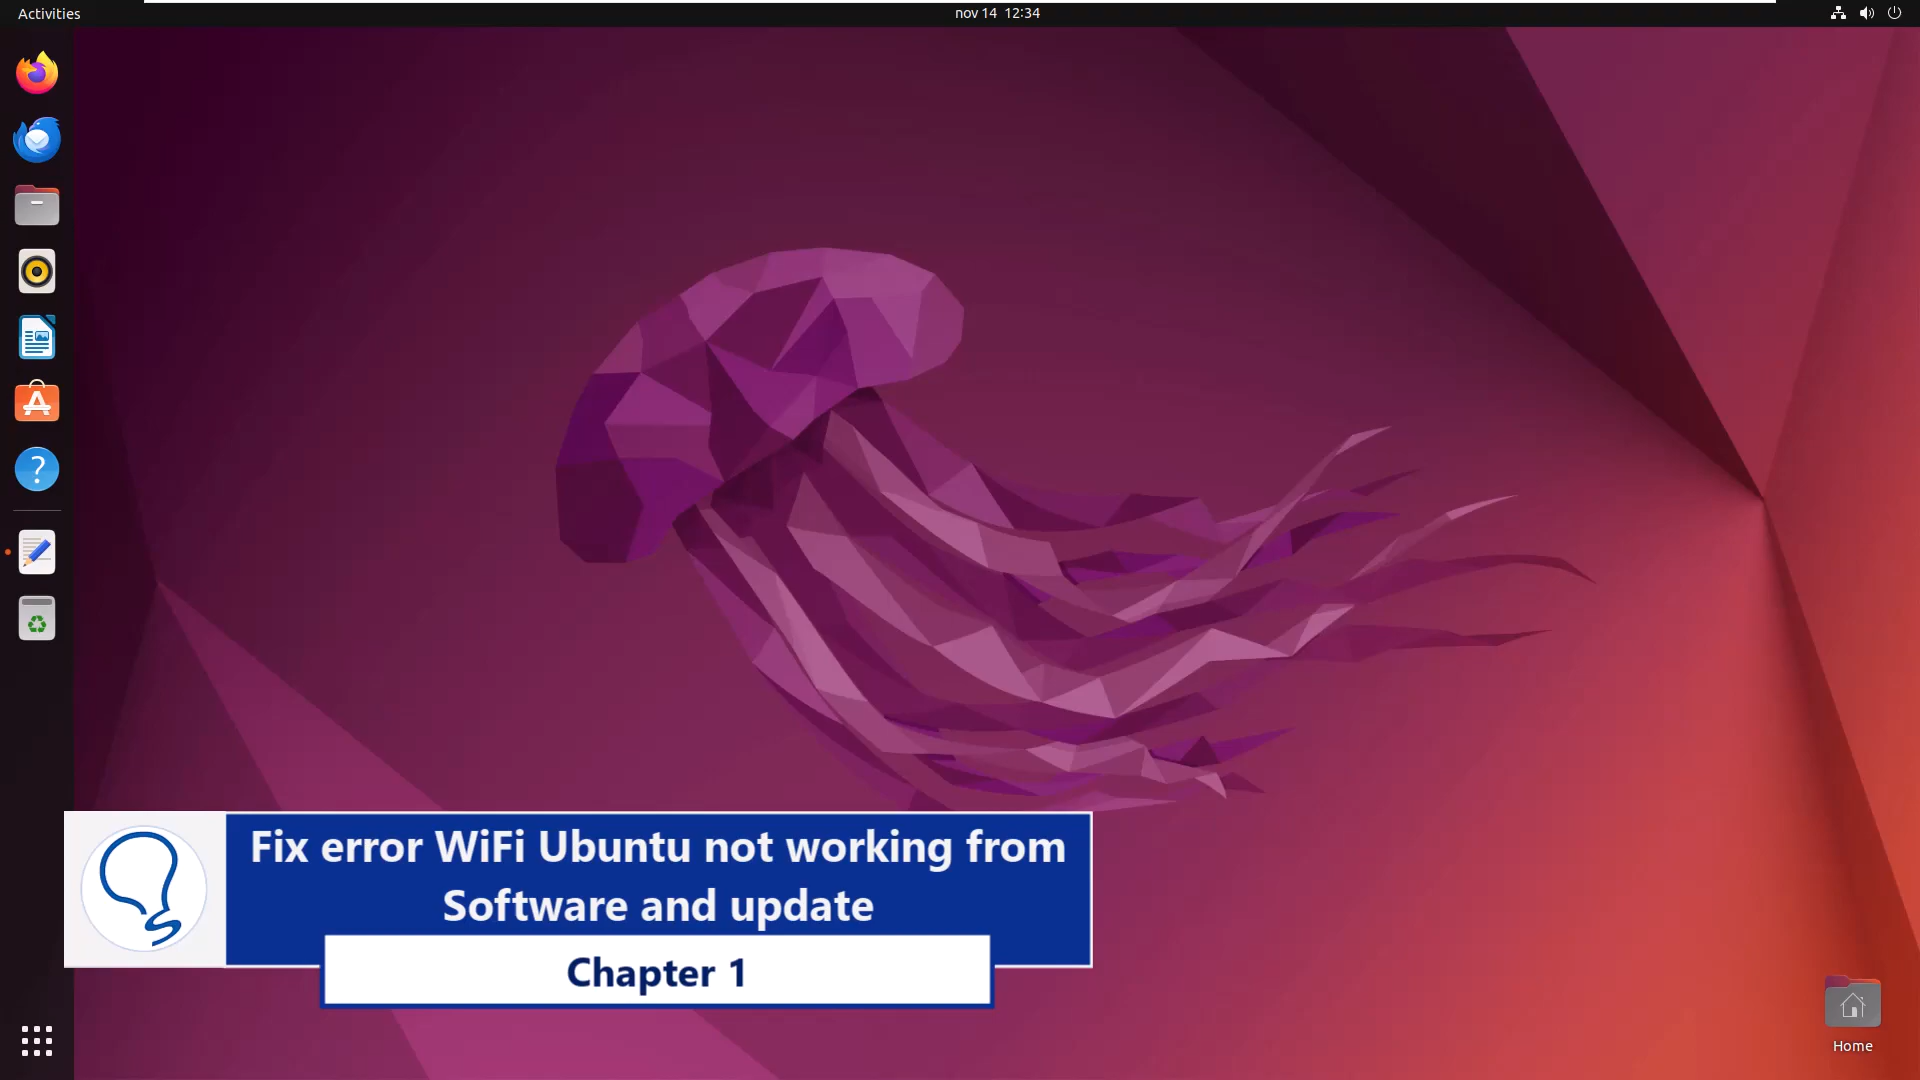 Activities
nov 14 12:34
Fix error WiFi Ubuntu not working from
Software and update
Chapter 1
Home